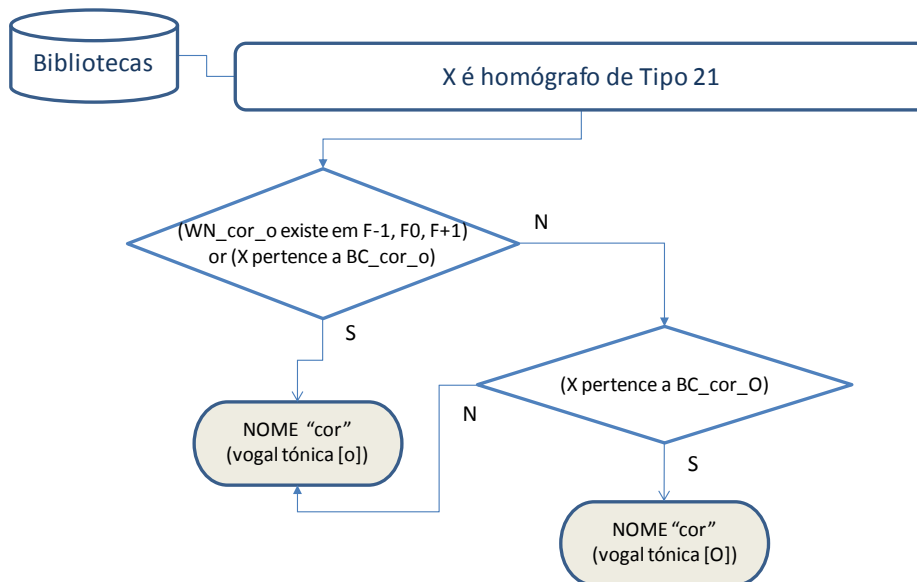 Bibliotecas
X é homógrafo de Tipo 21
(WN_cor_o existe em F-1, F0, F+1)
or (X pertence a BC_cor_o)
N
S
(X pertence a BC_cor_O)
N
S
NOME “cor”
(vogal tónica [o])
NOME “cor”
(vogal tónica [O])